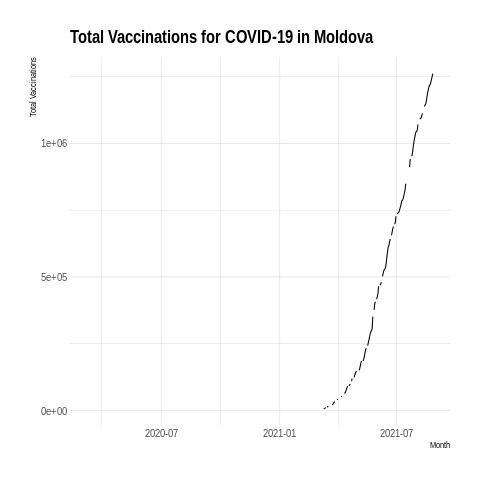 Total Vaccinations for COVID-19 in Moldova
Total Vaccinations
1e+06
5e+05
0e+00
2020-07 2021-01 2021-07
Month